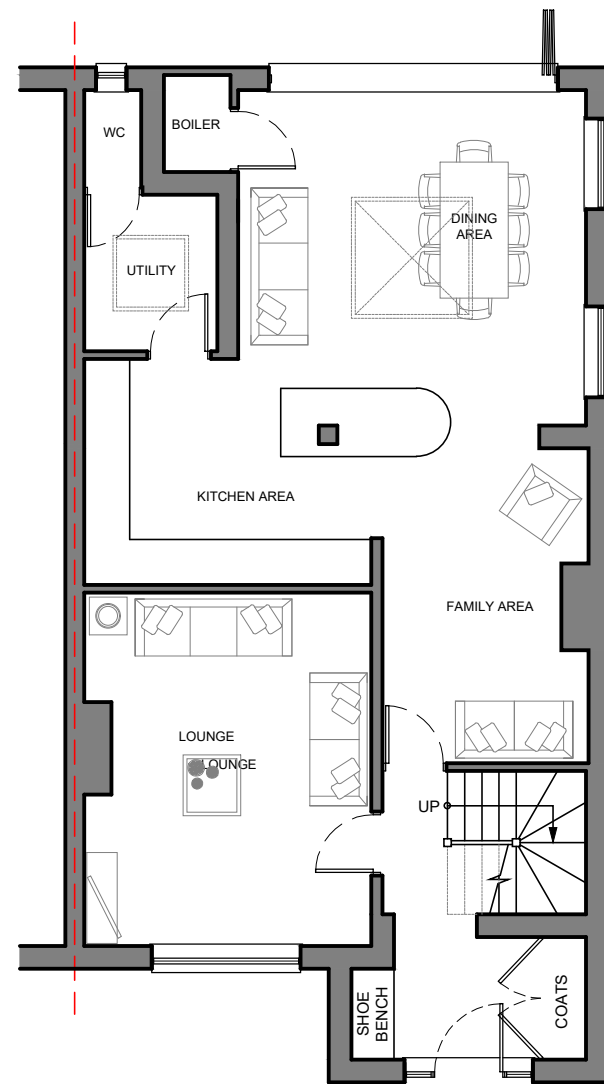 BOILER
WC
DINING
AREA
UTILITY
KITCHEN AREA
FAMILY AREA
LOUNGE
LOUNGE
UP
SHOE
BENCH
COATS